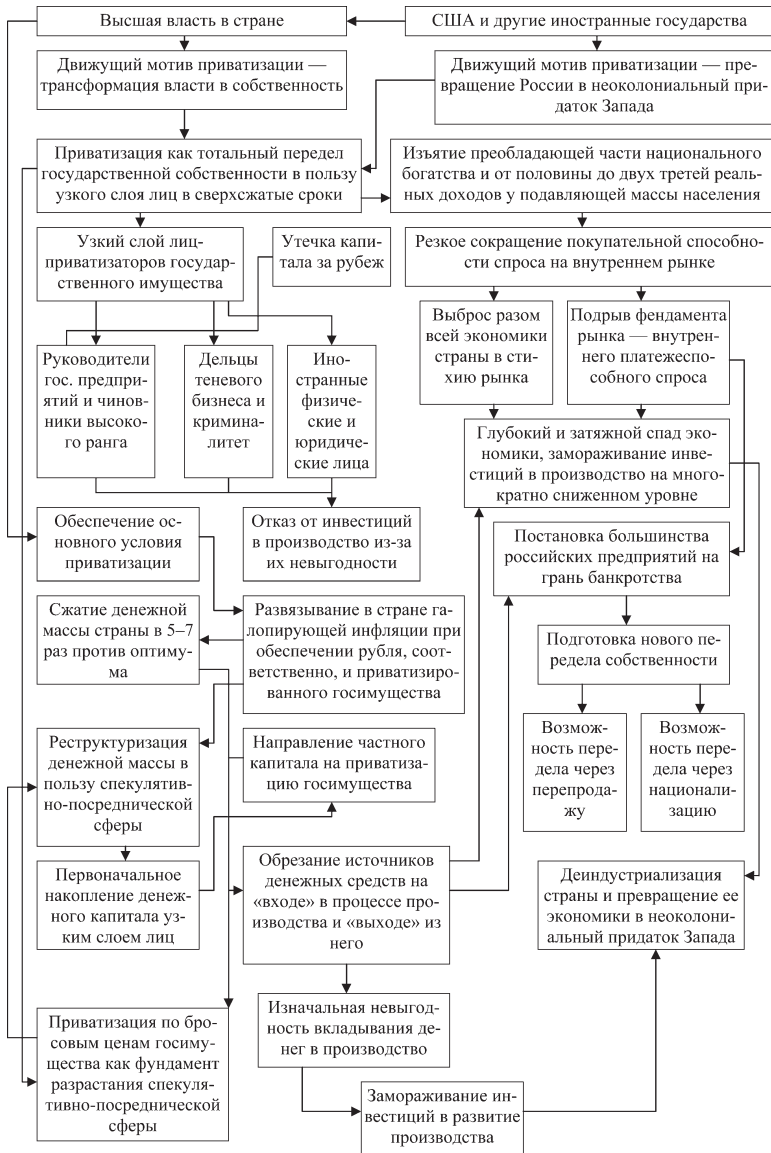 Высшая власть в стране
США и другие иностранные государства
Движущий мотив приватизации —
трансформация власти в собственность
Движущий мотив приватизации — пре-
вращение России в неоколониальный при-
даток Запада
Приватизация как тотальный передел
государственной собственности в пользу
узкого слоя лиц в сверхсжатые сроки
Изъятие преобладающей части национального
богатства и от половины до двух третей реаль-
ных доходов у подавляющей массы населения
Узкий слой лиц-
приватизаторов государ-
ственного имущества
Утечка капи-
тала за рубеж
Резкое сокращение покупательной способно-
сти спроса на внутреннем рынке
Выброс разом
всей экономики
страны в сти-
хию рынка
Подрыв фендамента
рынка — внутрен-
него платежеспо-
собного спроса
Руководители
гос. предпри-
ятий и чинов-
ники высоко-
го ранга
Дельцы
теневого
бизнеса и
кримина-
литет
Ино-
странные
физиче-
ские и
юридиче-
ские лица
Глубокий и затяжной спад эко-
номики, замораживание инве-
стиций в производство на много-
кратно сниженном уровне
Обеспечение ос-
новного условия
приватизации
Отказ от инвестиций
в производство из-за
их невыгодности
Постановка большинства
российских предприятий на
грань банкротства
Сжатие денежной
массы страны в 5–7
раз против оптиму-
ма
Развязывание в стране га-
лопирующей инфляции при
обеспечении рубля, соот-
ветственно, и приватизи-
рованного госимущества
Подготовка нового пе-
редела собственности
Реструктуризация
денежной массы в
пользу спекуляти-
вно-посреднической
сферы
Направление частного
капитала на приватиза-
цию госимущества
Возмож-
ность пере-
дела через
перепрода-
жу
Возмож-
ность пере-
дела через
национали-
зацию
Первоначальное
накопление денеж-
ного капитала уз-
ким слоем лиц
Обрезание источников
денежных средств на
«входе» в процессе про-
изводства и «выходе» из
него
Деиндустриализация
страны и превращение ее
экономики в неоколони-
альный придаток Запада
Изначальная невыгод-
ность вкладывания де-
нег в производство
Приватизация по бро-
совым ценам госиму-
щества как фундамент
разрастания спекуля-
тивно-посреднической
сферы
Замораживание ин-
вестиций в развитие
производства